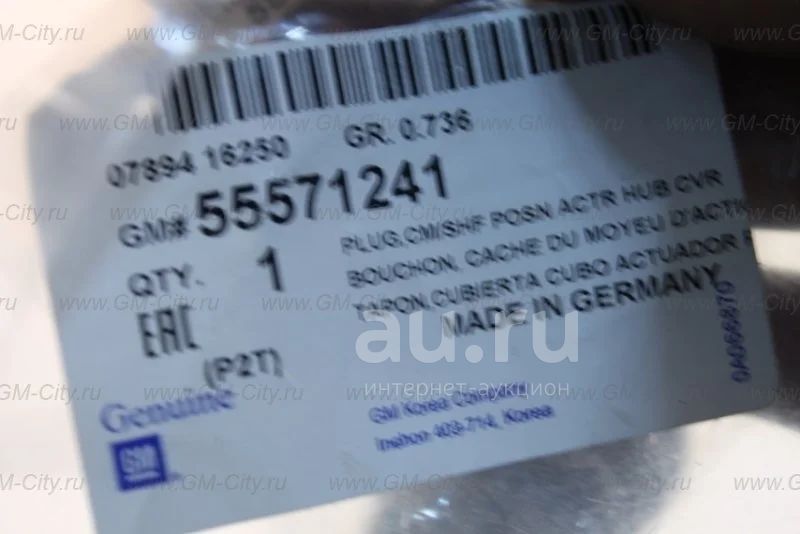 07894 16250 GR. 0.736
GM# 55571241
QTY. 1
PLUG,CM/SHF POSN ACTR HUB CVR
BOUCHON, CACHE DU MOYEU D'ACTI
TAPON,CUBIERTA CUBO ACTUADOR
MADE IN GERMANY
EAC
(P2T)
Genuine
GM
GM Korea Company
Inchon 403-714, Korea
au.ru
интернет-аукцион
www.GM-City.ru